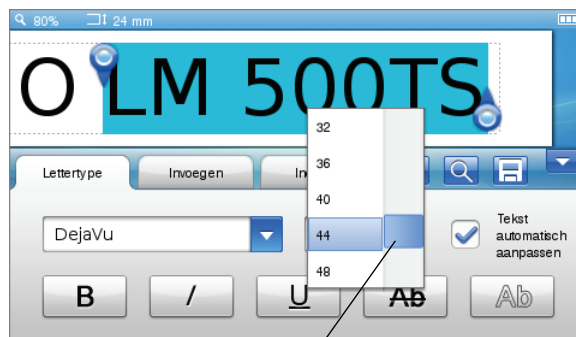 80% 24 mm
O LM 500TS
Lettertype Invoegen In
DejaVu
32
36
40
44
48
Tekst
automatisch
aanpassen
B I U Ab Ab